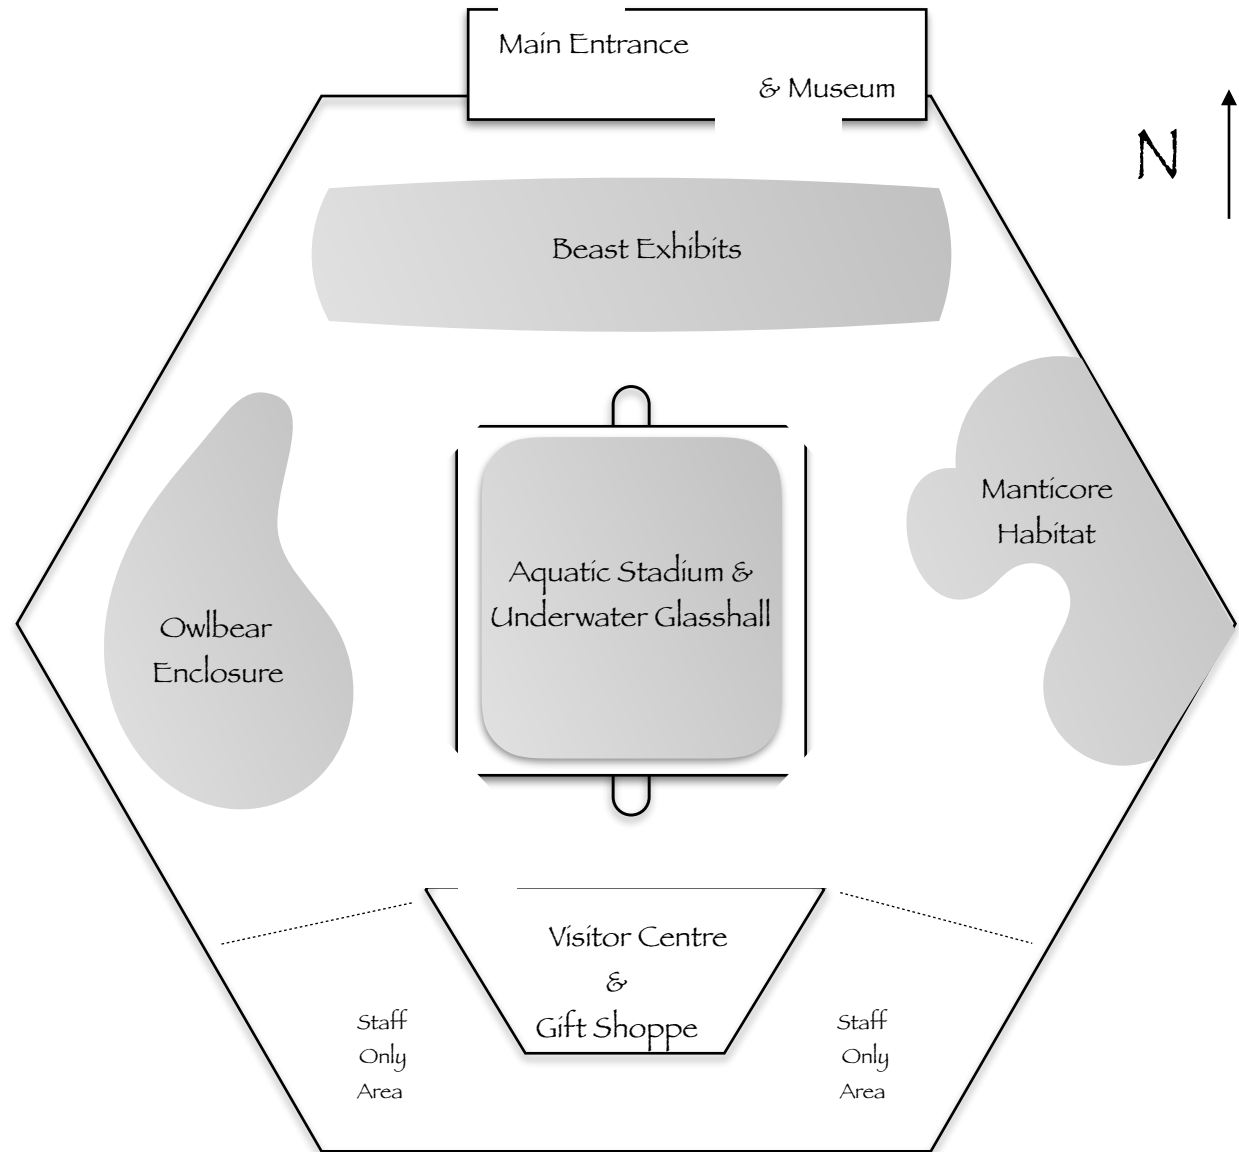 Main Entrance
& Museum
N
Beast Exhibits
Manticore
Habitat
Aquatic Stadium &
Underwater Glasshall
Owlbear
Enclosure
Visitor Centre
&
Gift Shoppe
Staff
Only
Area
Staff
Only
Area